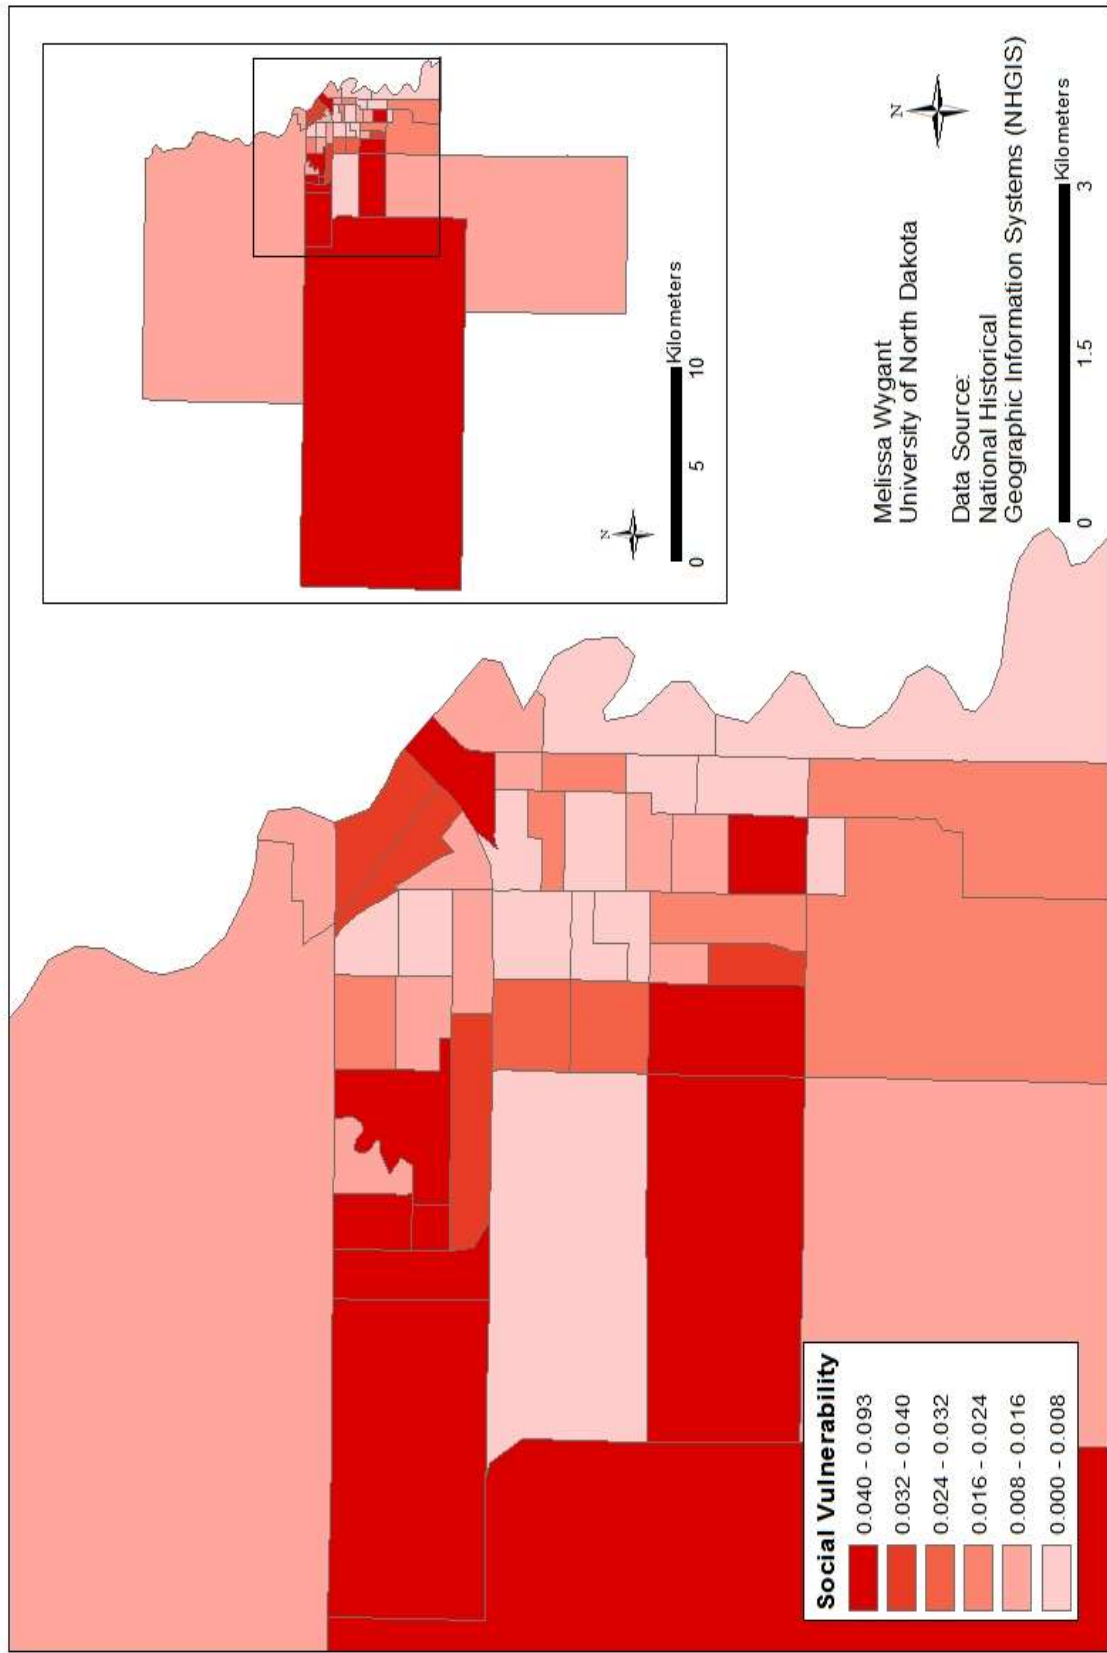 N
0
5
10
Kilometers
N
Melissa Wygant
University of North Dakota
Data Source:
National Historical
Geographic Information Systems (NHGIS)
0
1.5
3
Kilometers
Social Vulnerability
0.040 - 0.093
0.032 - 0.040
0.024 - 0.032
0.016 - 0.024
0.008 - 0.016
0.000 - 0.008